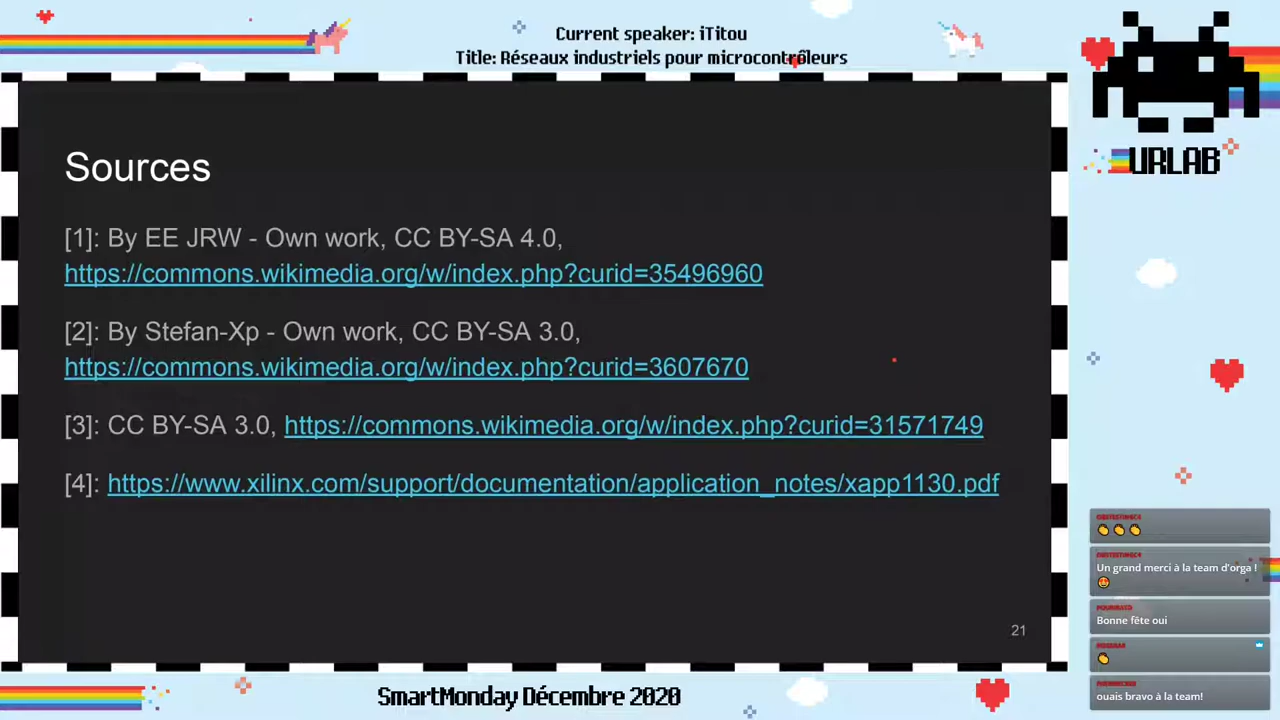 Current speaker: iTitou
Title: Réseaux industriels pour microcontrôleurs
URLAB
Sources
[1]: By EE JRW - Own work, CC BY-SA 4.0,
https://commons.wikimedia.org/w/index.php?curid=35496960
[2]: By Stefan-Xp - Own work, CC BY-SA 3.0,
https://commons.wikimedia.org/w/index.php?curid=3607670
[3]: CC BY-SA 3.0, https://commons.wikimedia.org/w/index.php?curid=31571749
[4]: https://www.xilinx.com/support/documentation/application_notes/xapp1130.pdf
21
Un grand merci à la team d'orga !
Bonne fête oui
ouais bravo à la team!
SmartMonday Décembre 2020